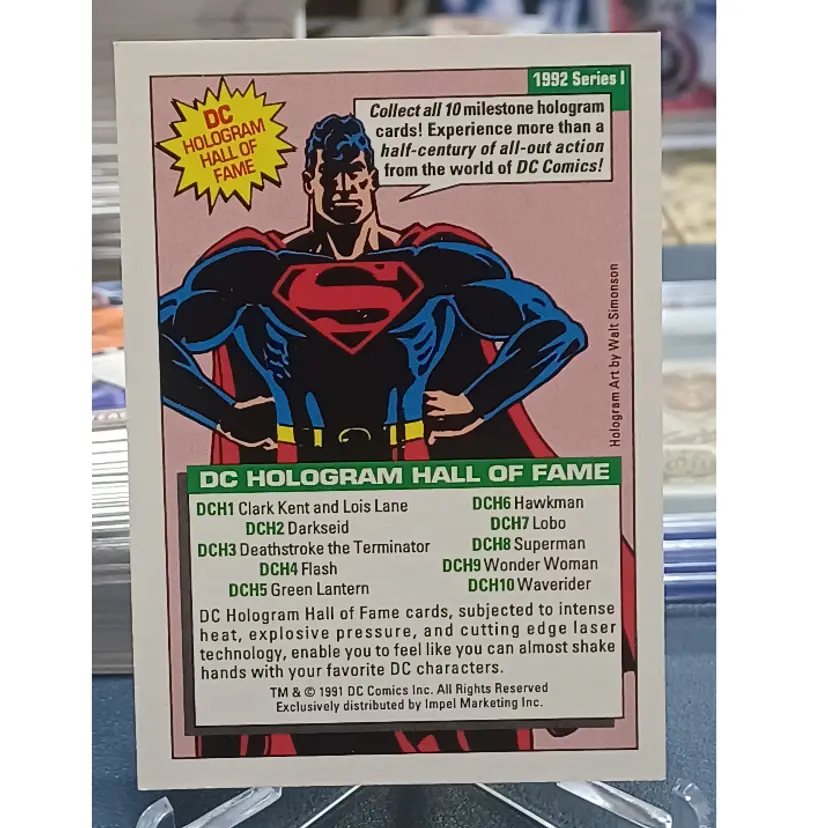 1992 Series I
DC
HOLOGRAM
HALL OF
FAME
Collect all 10 milestone hologram
cards! Experience more than a
half-century of all-out action
from the world of DC Comics!
Hologram Art by Walt Simonson
DC HOLOGRAM HALL OF FAME
DCH1 Clark Kent and Lois Lane
DCH2 Darkseid
DCH3 Deathstroke the Terminator
DCH4 Flash
DCH5 Green Lantern
DCH6 Hawkman
DCH7 Lobo
DCH8 Superman
DCH9 Wonder Woman
DCH10 Waverider
DC Hologram Hall of Fame cards, subjected to intense
heat, explosive pressure, and cutting edge laser
technology, enable you to feel like you can almost shake
hands with your favorite DC characters.
TM & © 1991 DC Comics Inc. All Rights Reserved
Exclusively distributed by Impel Marketing Inc.